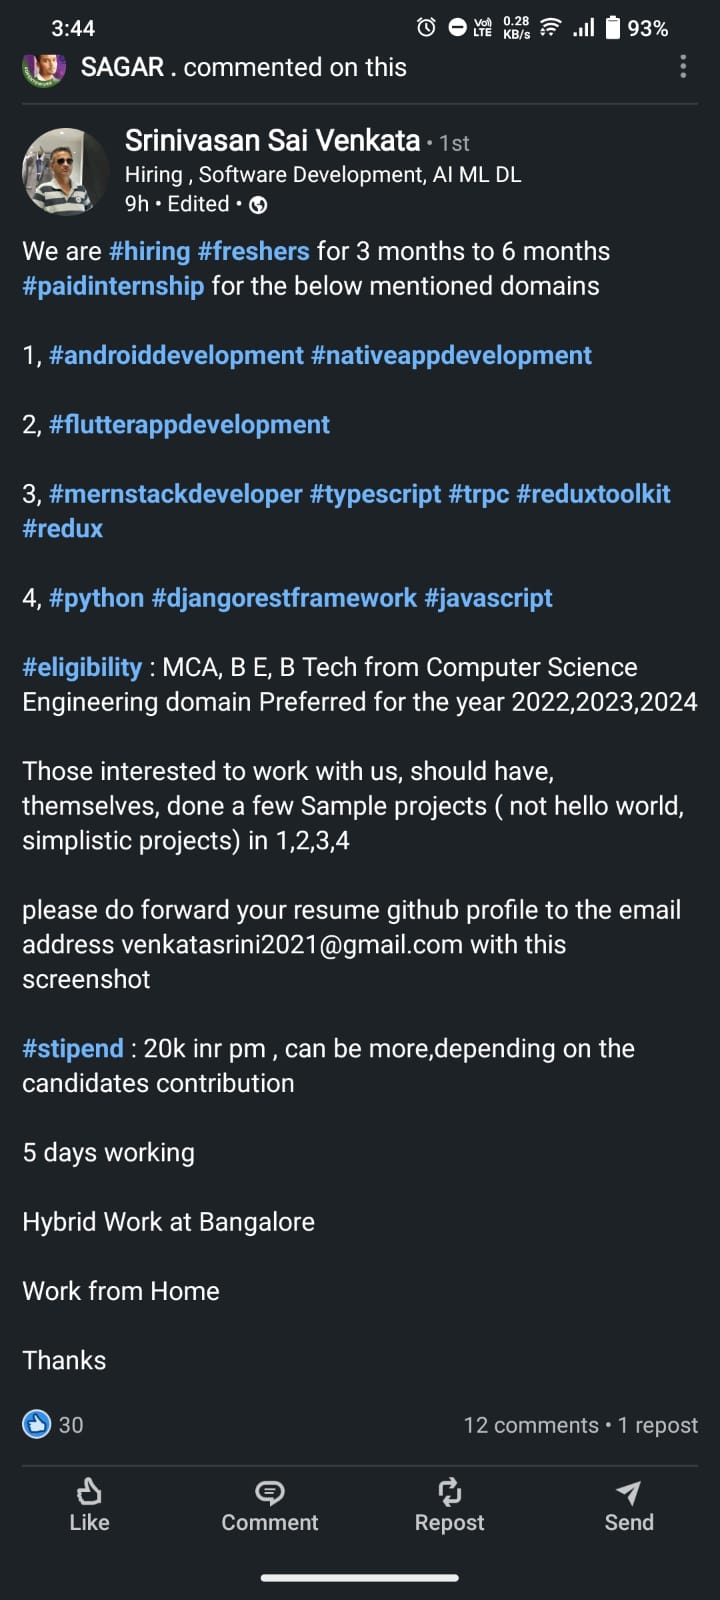 3:44
Vo) LTE
0.28 KB/s
93%
SAGAR . commented on this
Srinivasan Sai Venkata • 1st
Hiring , Software Development, AI ML DL
9h • Edited •
We are #hiring #freshers for 3 months to 6 months
#paidinternship for the below mentioned domains
1, #androiddevelopment #nativeappdevelopment
2, #flutterappdevelopment
3, #mernstackdeveloper #typescript #trpc #reduxtoolkit
#redux
4, #python #djangorestframework #javascript
#eligibility : MCA, B E, B Tech from Computer Science
Engineering domain Preferred for the year 2022,2023,2024
Those interested to work with us, should have,
themselves, done a few Sample projects ( not hello world,
simplistic projects) in 1,2,3,4
please do forward your resume github profile to the email
address venkatasrini2021@gmail.com with this
screenshot
#stipend : 20k inr pm , can be more,depending on the
candidates contribution
5 days working
Hybrid Work at Bangalore
Work from Home
Thanks
30
12 comments • 1 repost
Like
Comment
Repost
Send